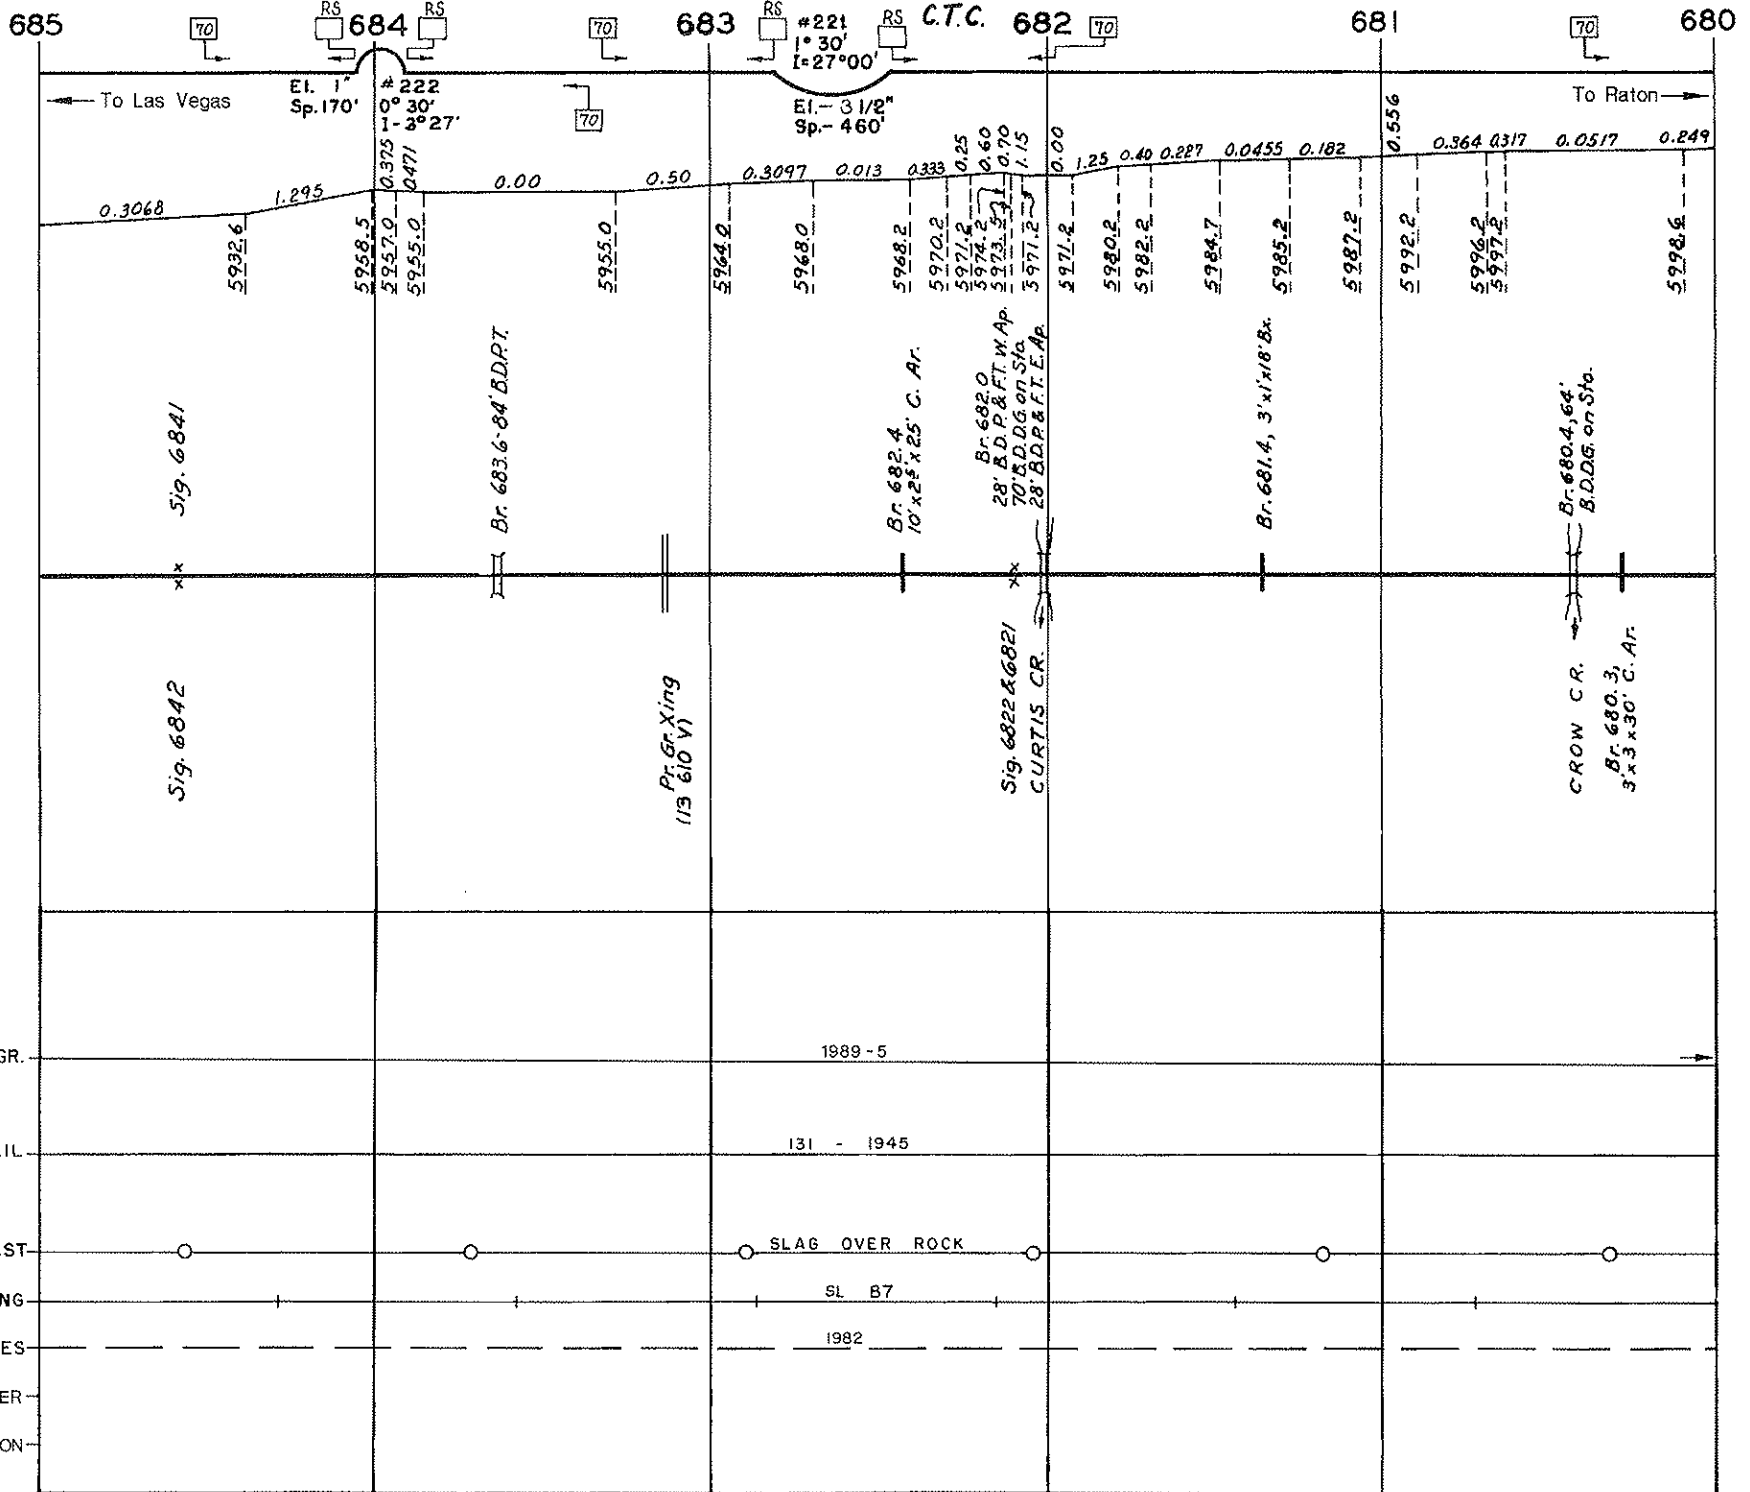 685
684
683
682
681
680
70
RS
RS
70
RS
#221
1° 30'
I=27°00'
RS
C.T.C.
70
70
To Las Vegas
El. 1"
Sp. 170'
#222
0° 30'
I-3°27'
70
El.- 3 1/2"
Sp.- 460'
To Raton
0.3068
1.295
0.375
0.471
0.00
0.50
0.3097
0.013
0.333
0.25
0.60
0.70
1.15
0.00
1.25
0.40
0.227
0.0455
0.182
0.556
0.364
0.317
0.0517
0.249
5932.6
5958.5
5957.0
5955.0
5955.0
5964.0
5968.0
5968.2
5970.2
5971.2
5974.2
5973.5
5971.2
5971.2
5980.2
5982.2
5984.7
5985.2
5987.2
5992.2
5996.2
5997.2
5998.6
Sig. 6841
Br. 683.6-84' B.D.P.T.
Br. 682.4
10' x 2⁵' x 25' C. Ar.
Br. 682.0
28' B.D.P. & F.T. W. Ap.
70' B.D.D.G. on Sto.
28' B.D.P. & F.T. E. Ap.
Br. 681.4, 3'x1'x18' Bx.
Br. 680.4, 64'
B.D.D.G. on Sto.
Sig. 6842
Pr. Gr. Xing
(13 610 V)
Sig. 6822 & 6821
CURTIS CR.
CROW CR.
Br. 680.3,
3' x 3 x 30' C. Ar.
GR.
1989-5
IL
131 - 1945
ST
SLAG OVER ROCK
NG
SL 87
ES
1982
ER
ON